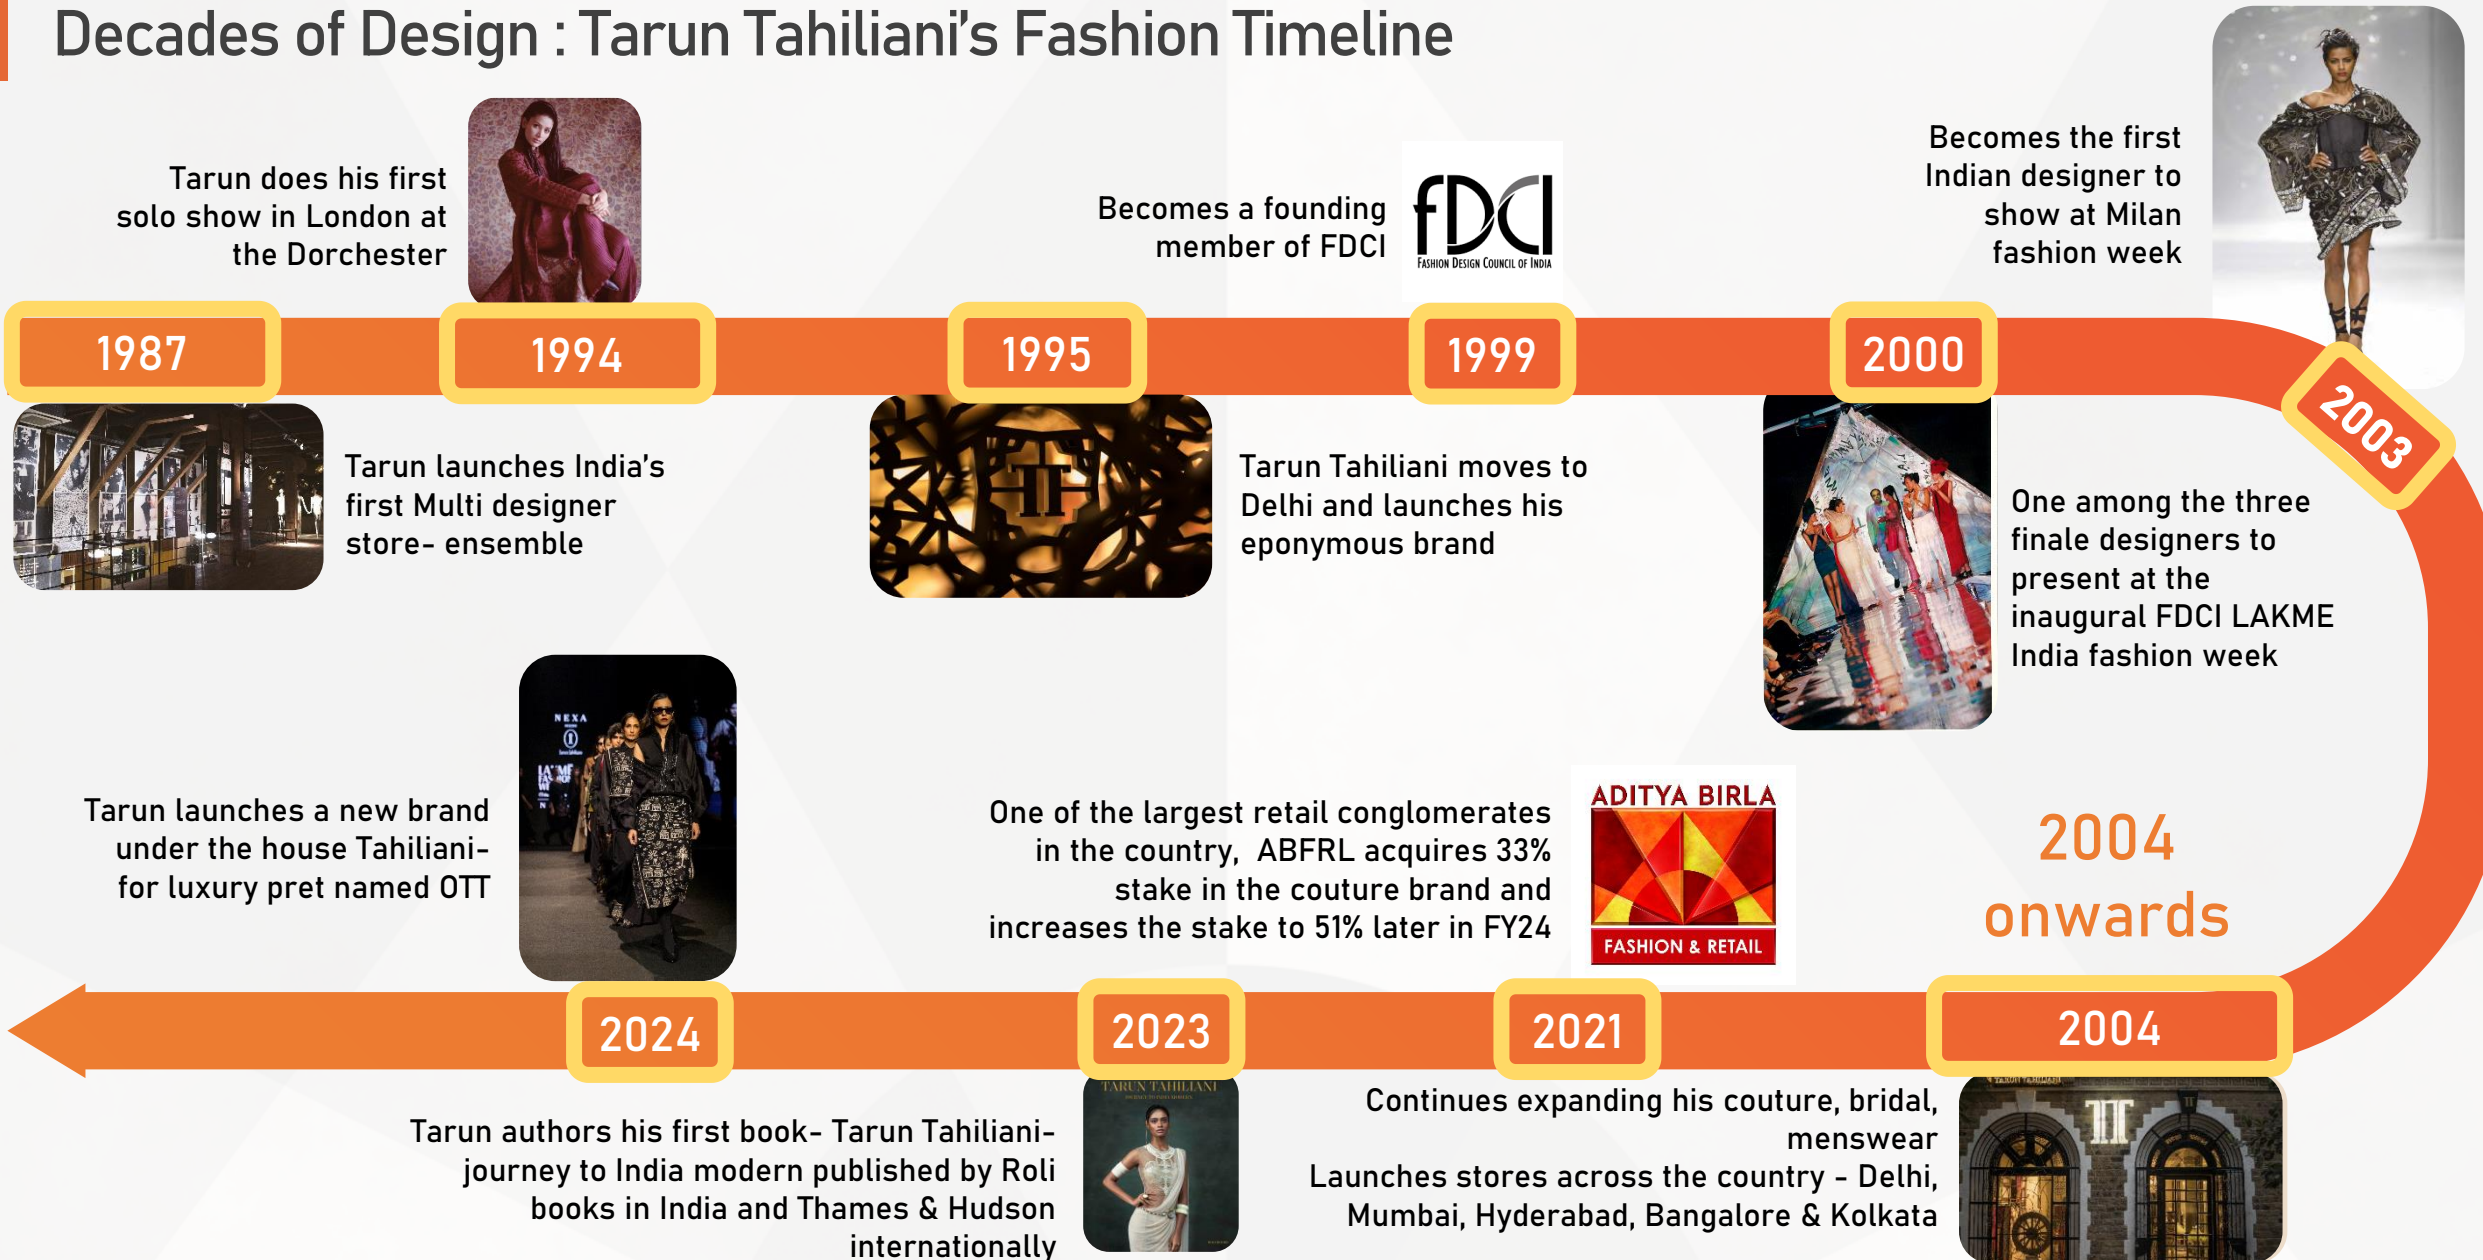 Decades of Design : Tarun Tahiliani's Fashion Timeline
Tarun does his first
solo show in London at
the Dorchester
Becomes a founding
member of FDCI
fDCI
FASHION DESIGN COUNCIL OF INDIA
Becomes the first
Indian designer to
show at Milan
fashion week
1987
1994
1995
1999
2000
2003
Tarun launches India's
first Multi designer
store- ensemble
TT
Tarun Tahiliani moves to
Delhi and launches his
eponymous brand
One among the three
finale designers to
present at the
inaugural FDCI LAKME
India fashion week
Tarun launches a new brand
under the house Tahiliani-
for luxury pret named OTT
NEXA
One of the largest retail conglomerates
in the country,  ABFRL acquires 33%
stake in the couture brand and
increases the stake to 51% later in FY24
ADITYA BIRLA
FASHION & RETAIL
2004
onwards
2024
2023
2021
2004
Tarun authors his first book- Tarun Tahiliani-
journey to India modern published by Roli
books in India and Thames & Hudson
internationally
TARUN TAHILIANI
Continues expanding his couture, bridal,
menswear
Launches stores across the country - Delhi,
Mumbai, Hyderabad, Bangalore & Kolkata
TT